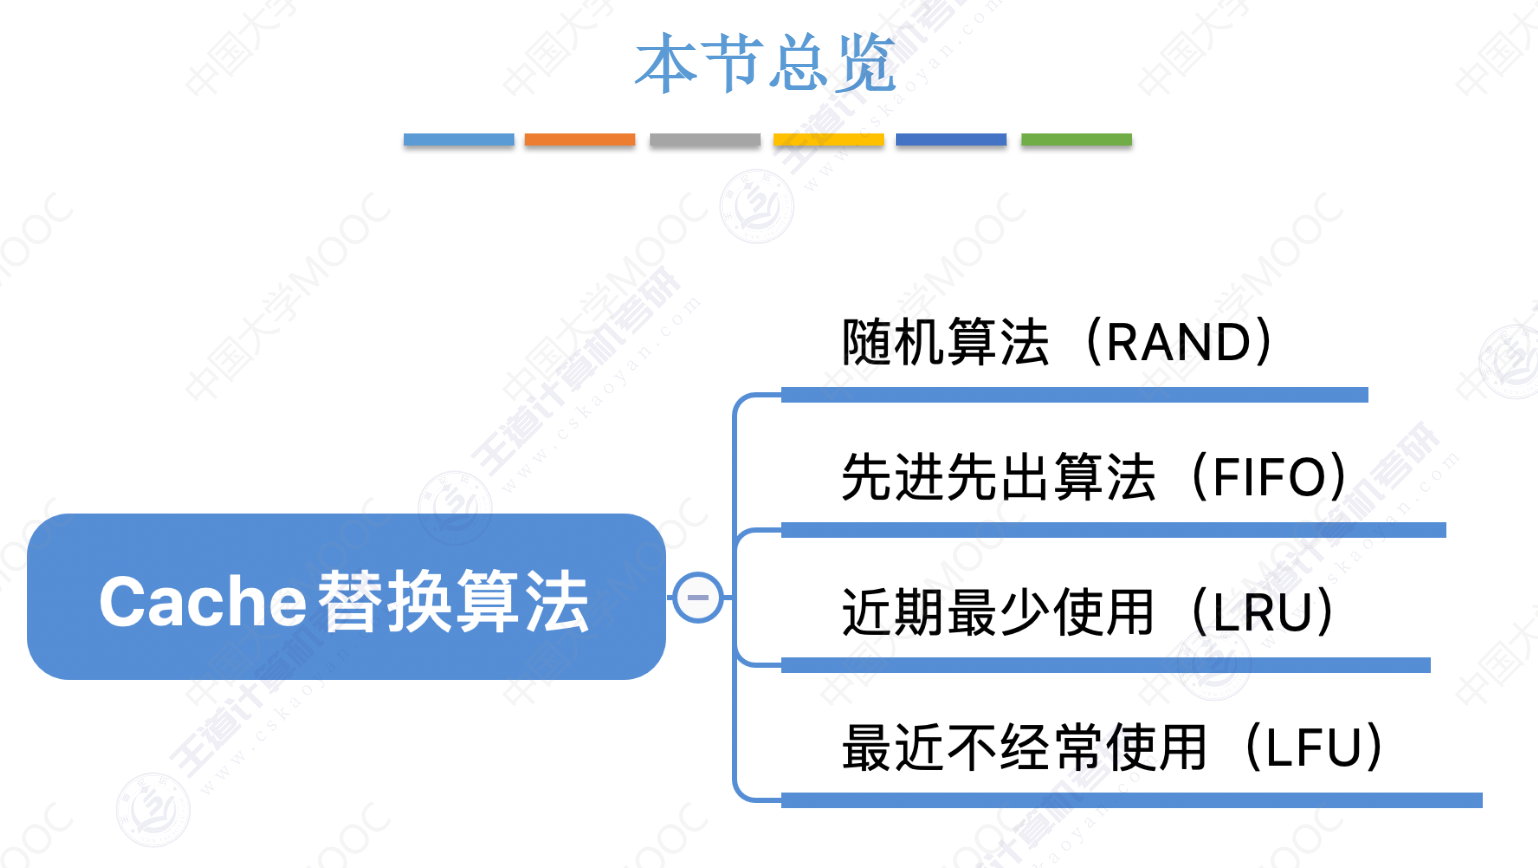 本节总览
随机算法（RAND）
先进先出算法（FIFO）
Cache替换算法
近期最少使用（LRU）
最近不经常使用（LFU）
中国大学MOOC
王道计算机考研
www.cskaoyan.com